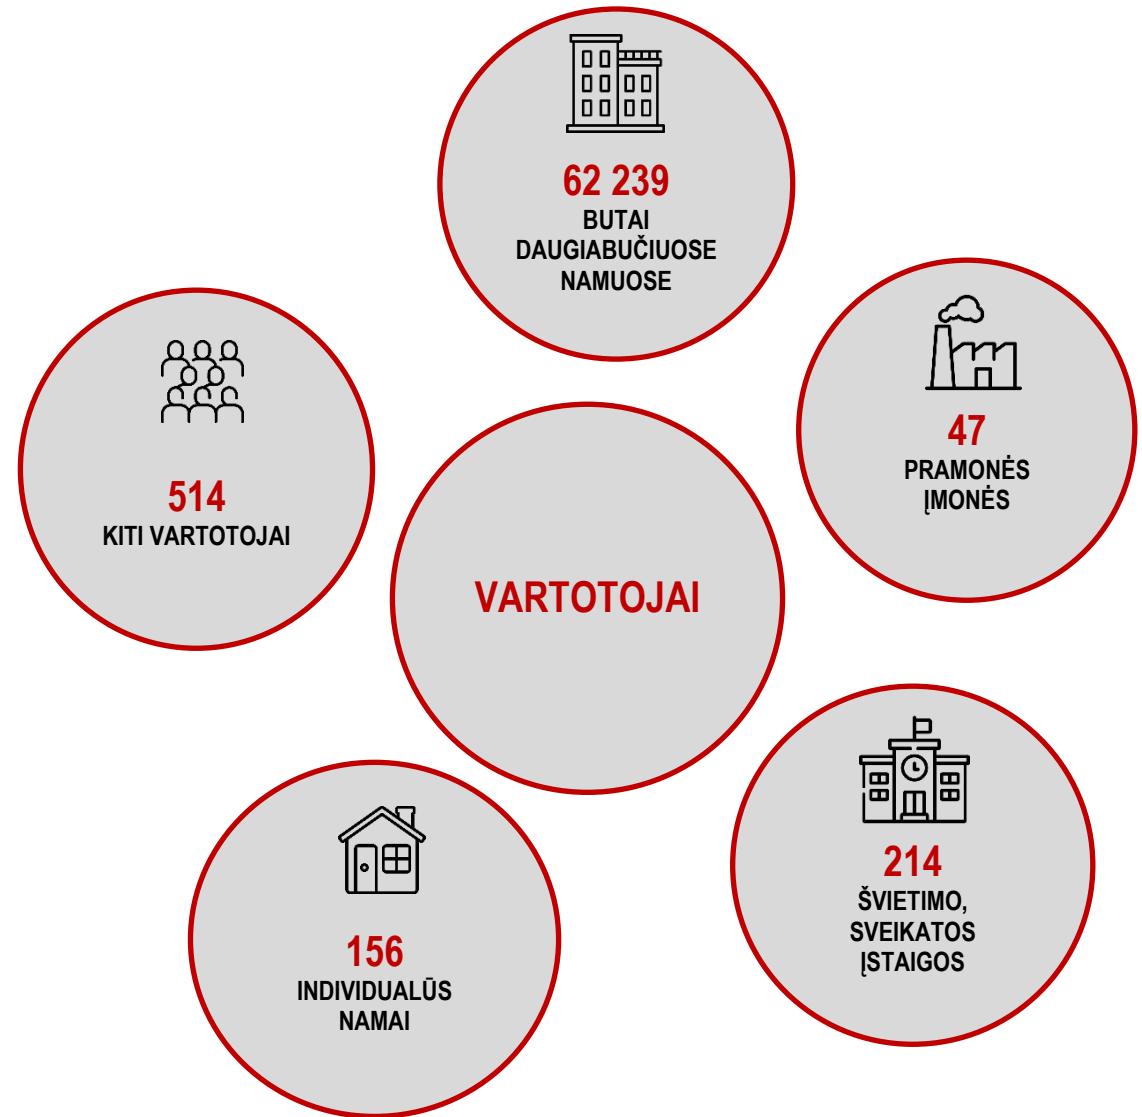 62 239
BUTAI
DAUGIABUČIUOSE
NAMUOSE
47
PRAMONĖS
ĮMONĖS
514
KITI VARTOTOJAI
VARTOTOJAI
214
ŠVIETIMO,
SVEIKATOS
ĮSTAIGOS
156
INDIVIDUALŪS
NAMAI